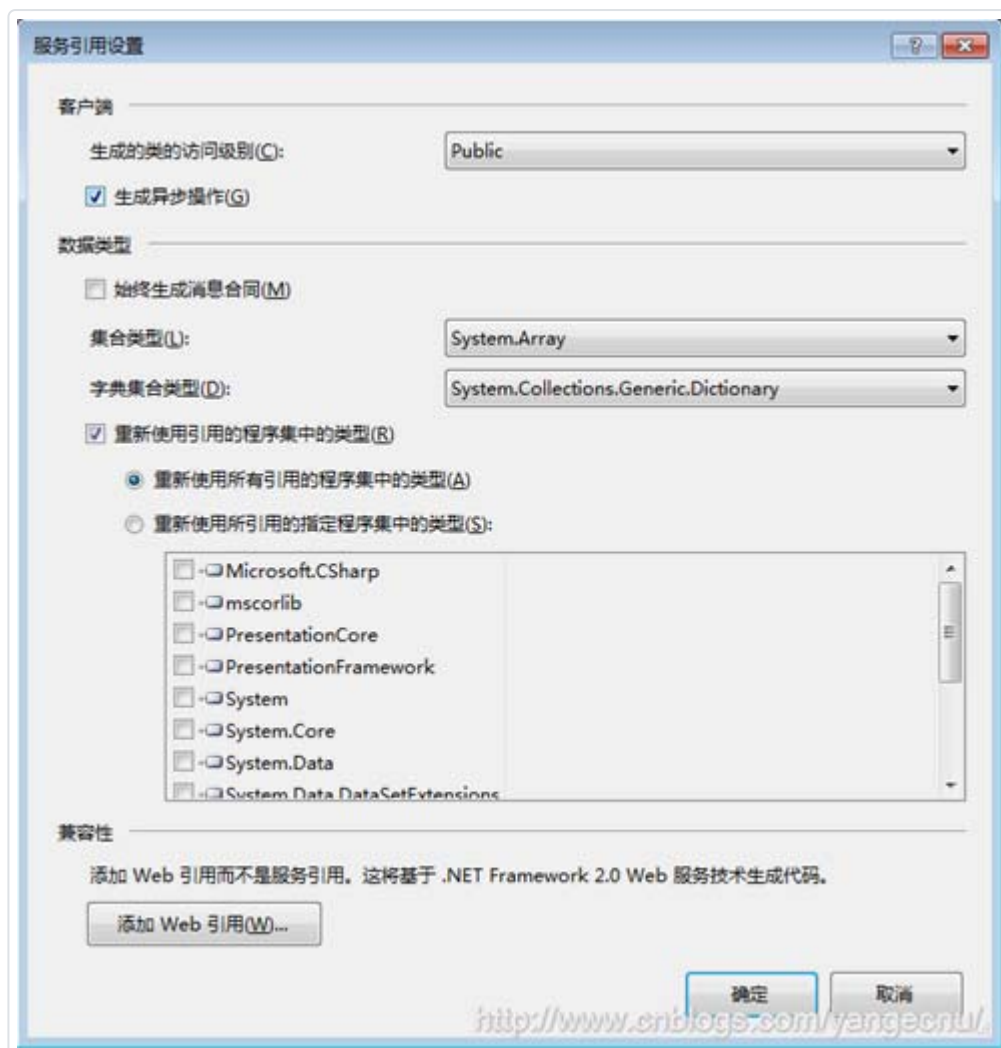 服务引用设置
客户端
生成的类的访问级别(C):
Public
生成异步操作(G)
数据类型
始终生成消息合同(M)
集合类型(L):
System.Array
字典集合类型(D):
System.Collections.Generic.Dictionary
重新使用引用的程序集中的类型(R)
重新使用所有引用的程序集中的类型(A)
重新使用所引用的指定程序集中的类型(S):
Microsoft.CSharp
mscorlib
PresentationCore
PresentationFramework
System
System.Core
System.Data
System.Data.DataSetExtensions
兼容性
添加 Web 引用而不是服务引用。这将基于 .NET Framework 2.0 Web 服务技术生成代码。
添加 Web 引用(W)...
确定
取消
http://www.cnblogs.com/yangecnu/